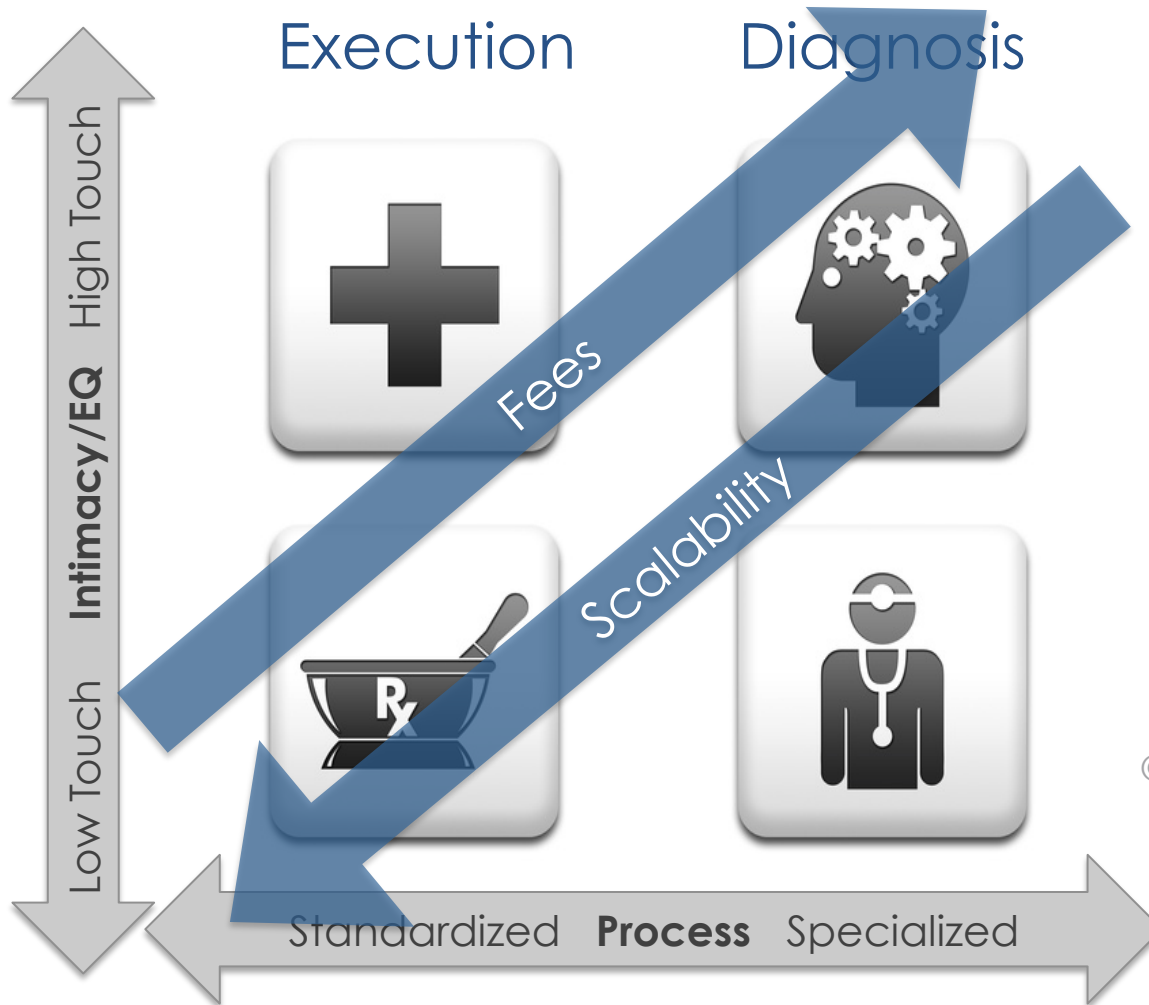 Execution
Diagnosis
High Touch
Intimacy/EQ
Low Touch
Fees
Scalability
Rx
Standardized Process Specialized
©